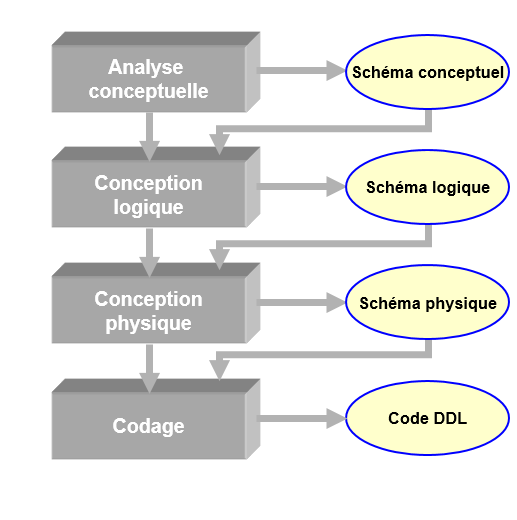 Analyse
conceptuelle
Schéma conceptuel
Conception
logique
Schéma logique
Conception
physique
Schéma physique
Codage
Code DDL